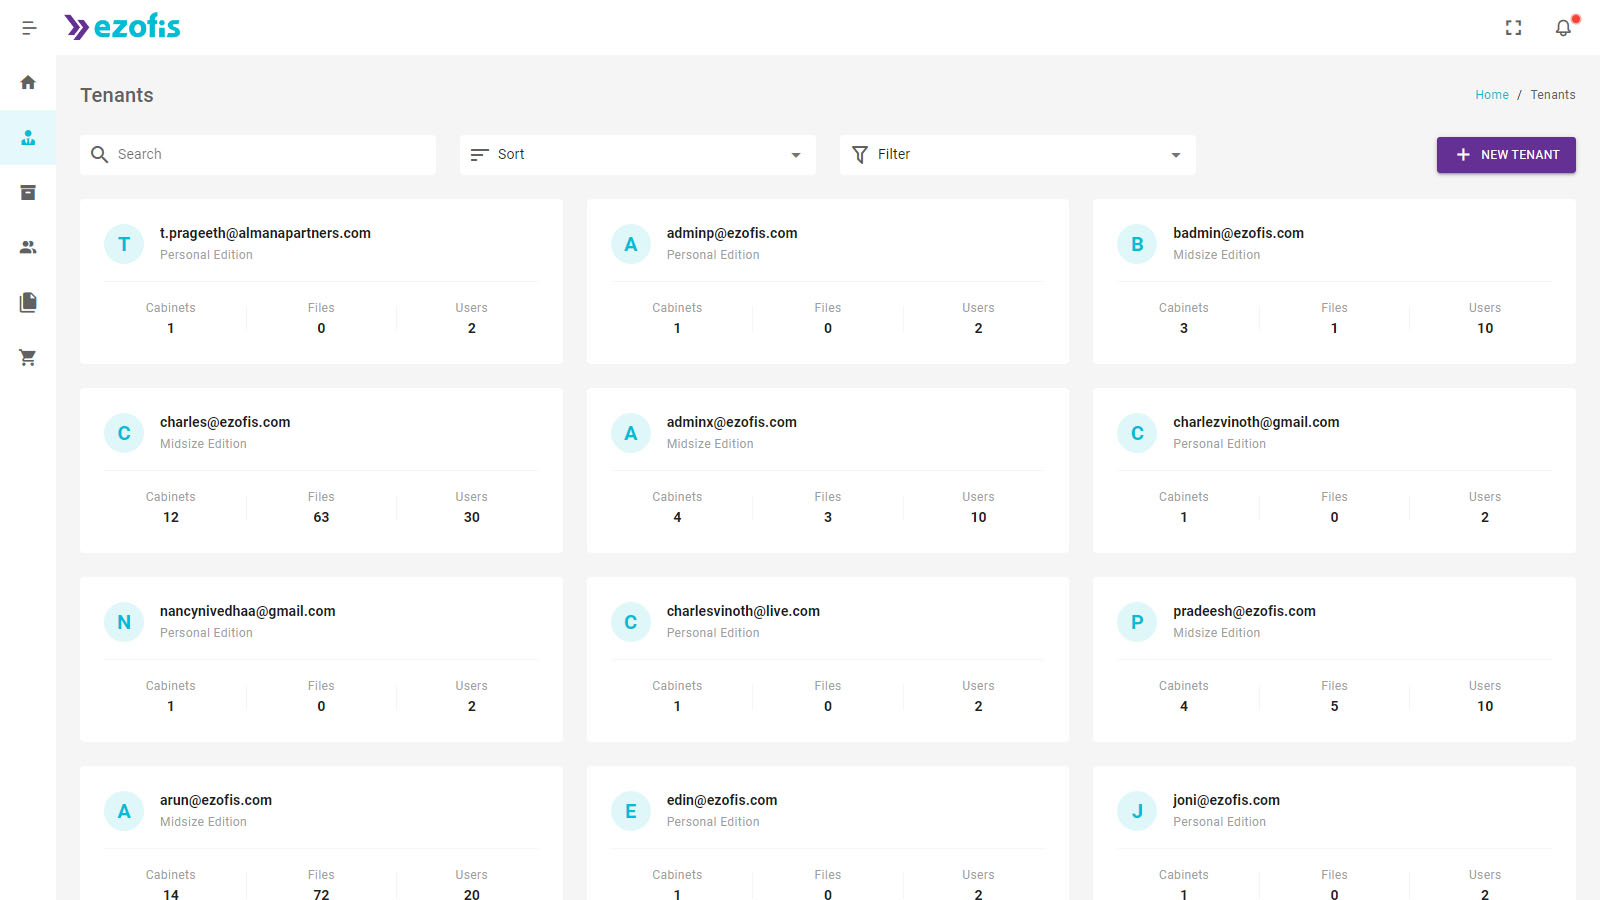 ezofis
Tenants
Home / Tenants
Search
Sort
Filter
+ NEW TENANT
T
t.prageeth@almanapartners.com
Personal Edition
Cabinets Files Users
1 0 2
A
adminp@ezofis.com
Personal Edition
Cabinets Files Users
1 0 2
B
badmin@ezofis.com
Midsize Edition
Cabinets Files Users
3 1 10
C
charles@ezofis.com
Midsize Edition
Cabinets Files Users
12 63 30
A
adminx@ezofis.com
Midsize Edition
Cabinets Files Users
4 3 10
C
charlezvinoth@gmail.com
Personal Edition
Cabinets Files Users
1 0 2
N
nancynivedhaa@gmail.com
Personal Edition
Cabinets Files Users
1 0 2
C
charlesvinoth@live.com
Personal Edition
Cabinets Files Users
1 0 2
P
pradeesh@ezofis.com
Midsize Edition
Cabinets Files Users
4 5 10
A
arun@ezofis.com
Midsize Edition
Cabinets Files Users
14 72 20
E
edin@ezofis.com
Personal Edition
Cabinets Files Users
1 0 2
J
joni@ezofis.com
Personal Edition
Cabinets Files Users
1 0 2